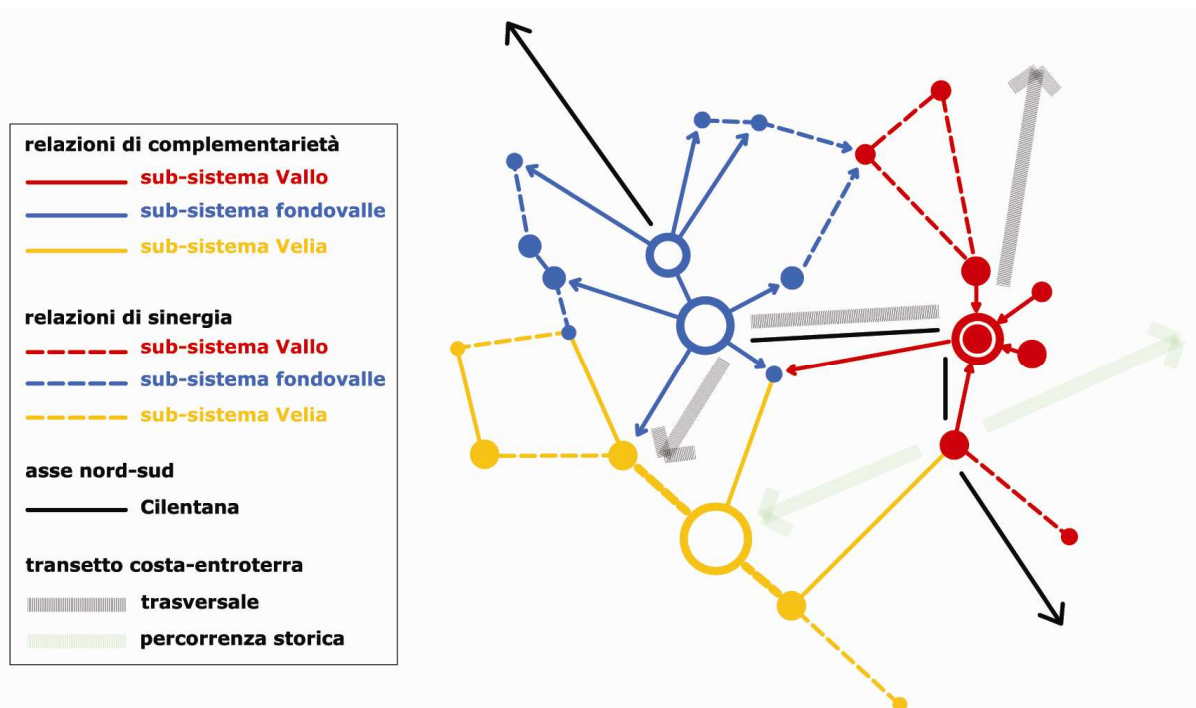 relazioni di complementarietà
sub-sistema Vallo
sub-sistema fondovalle
sub-sistema Velia
relazioni di sinergia
sub-sistema Vallo
sub-sistema fondovalle
sub-sistema Velia
asse nord-sud
Cilentana
transetto costa-entroterra
trasversale
percorrenza storica